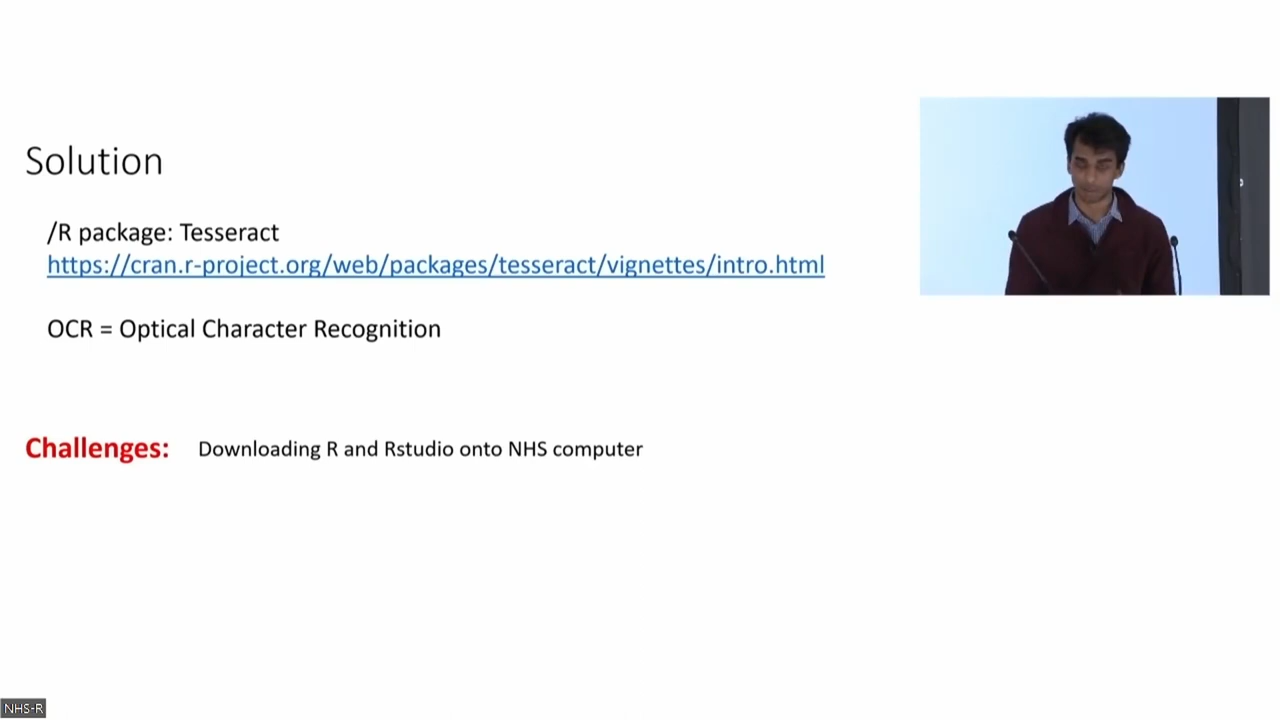 Solution
/R package: Tesseract
https://cran.r-project.org/web/packages/tesseract/vignettes/intro.html
OCR = Optical Character Recognition
Challenges: Downloading R and Rstudio onto NHS computer
NHS-R